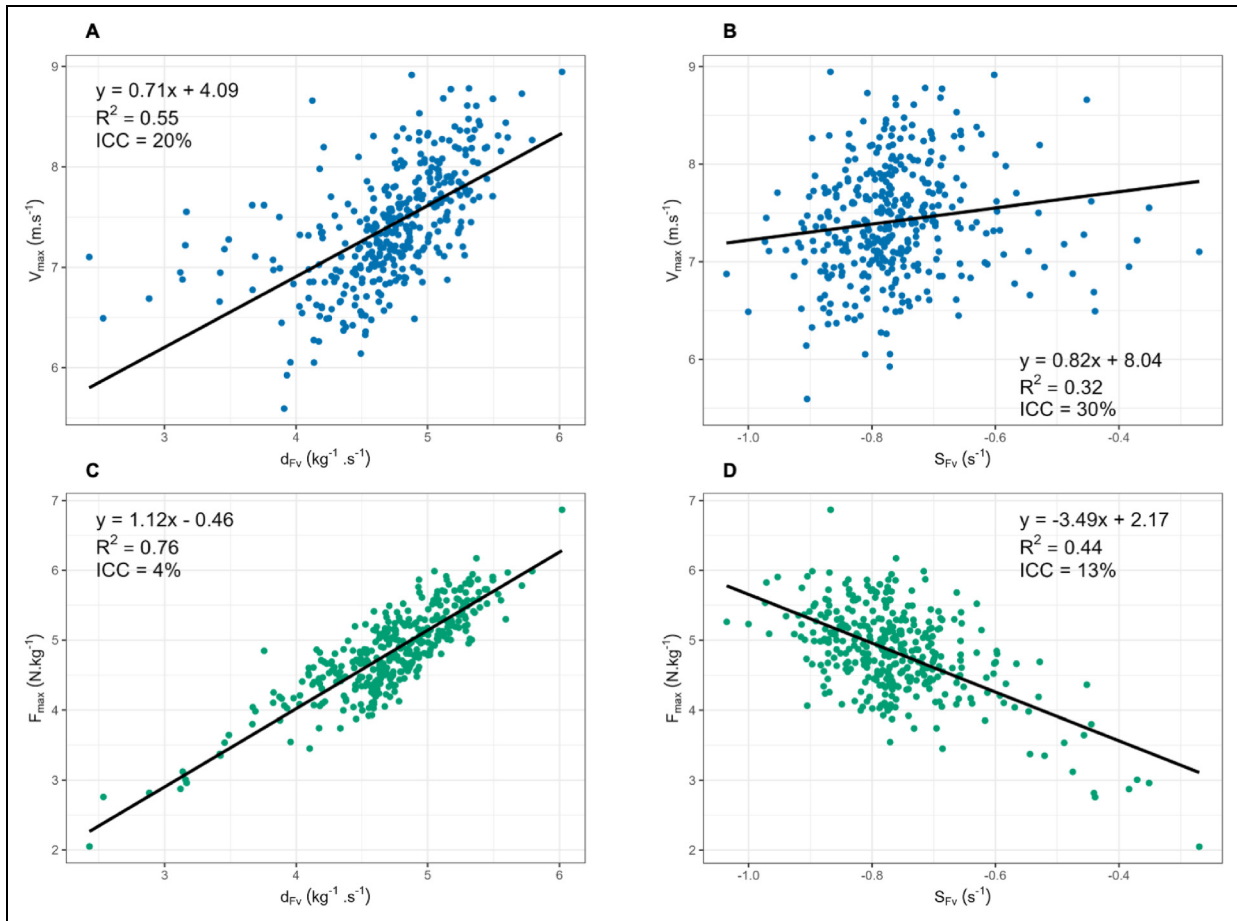 A
y = 0.71x + 4.09
R² = 0.55
ICC = 20%
9
8
7
6
Vmax (m.s⁻¹)
3
4
5
6
dFv (kg⁻¹ .s⁻¹)
B
9
8
7
6
Vmax (m.s⁻¹)
y = 0.82x + 8.04
R² = 0.32
ICC = 30%
-1.0
-0.8
-0.6
-0.4
SFv (s⁻¹)
C
y = 1.12x - 0.46
R² = 0.76
ICC = 4%
7
6
5
4
3
2
Fmax (N.kg⁻¹)
3
4
5
6
dFv (kg⁻¹ .s⁻¹)
D
y = -3.49x + 2.17
R² = 0.44
ICC = 13%
7
6
5
4
3
2
Fmax (N.kg⁻¹)
-1.0
-0.8
-0.6
-0.4
SFv (s⁻¹)